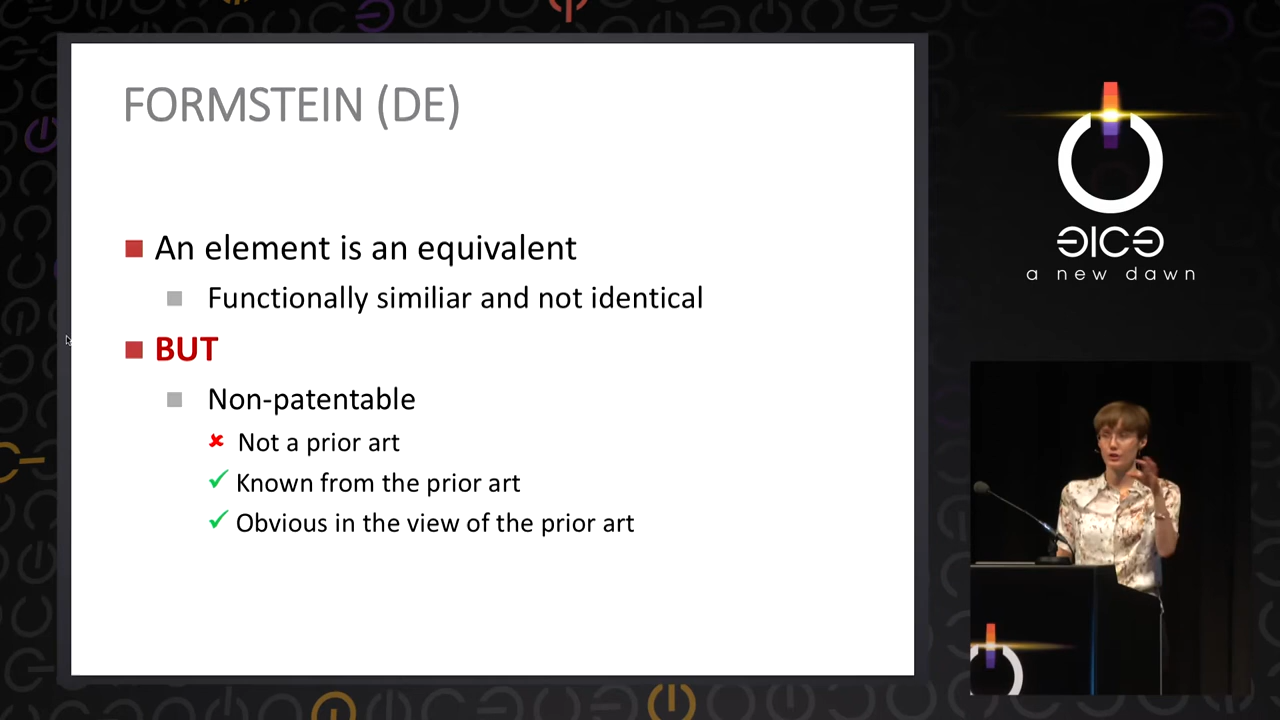 FORMSTEIN (DE)
An element is an equivalent
Functionally similiar and not identical
BUT
Non-patentable
Not a prior art
Known from the prior art
Obvious in the view of the prior art
31C3
a new dawn